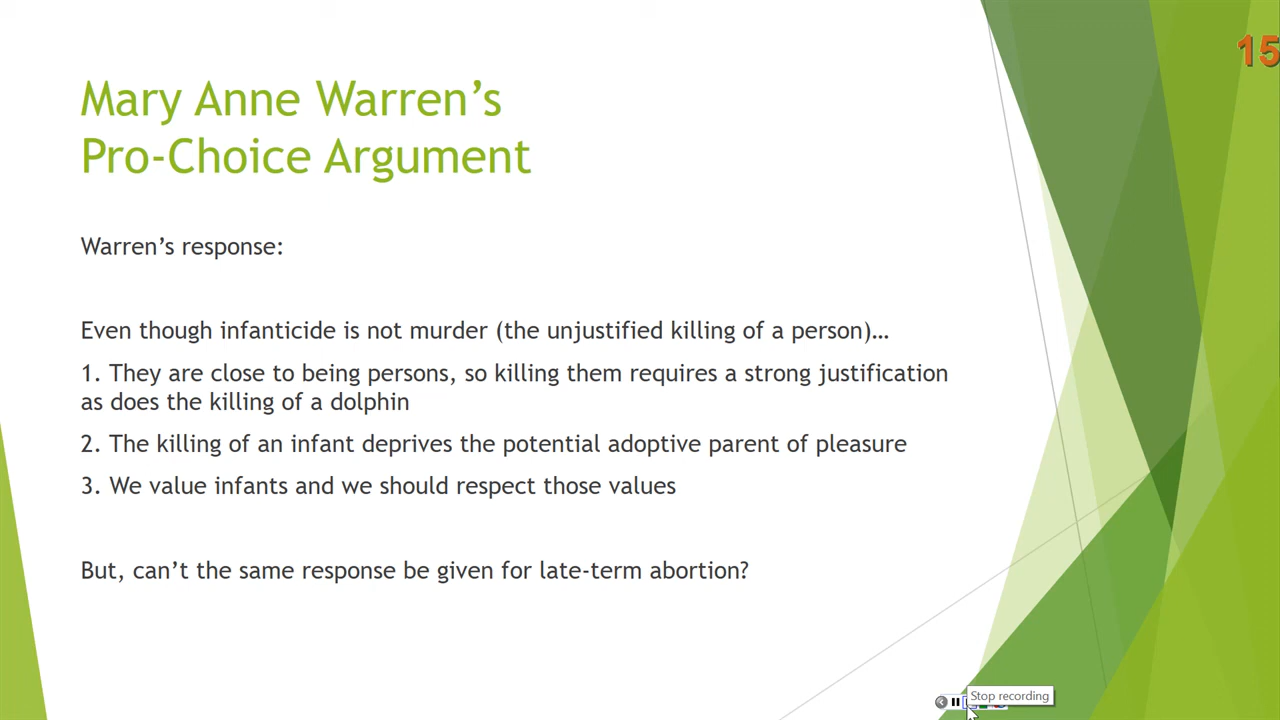 15
Mary Anne Warren’s
Pro-Choice Argument
Warren’s response:
Even though infanticide is not murder (the unjustified killing of a person)…
1. They are close to being persons, so killing them requires a strong justification
as does the killing of a dolphin
2. The killing of an infant deprives the potential adoptive parent of pleasure
3. We value infants and we should respect those values
But, can’t the same response be given for late-term abortion?
Stop recording